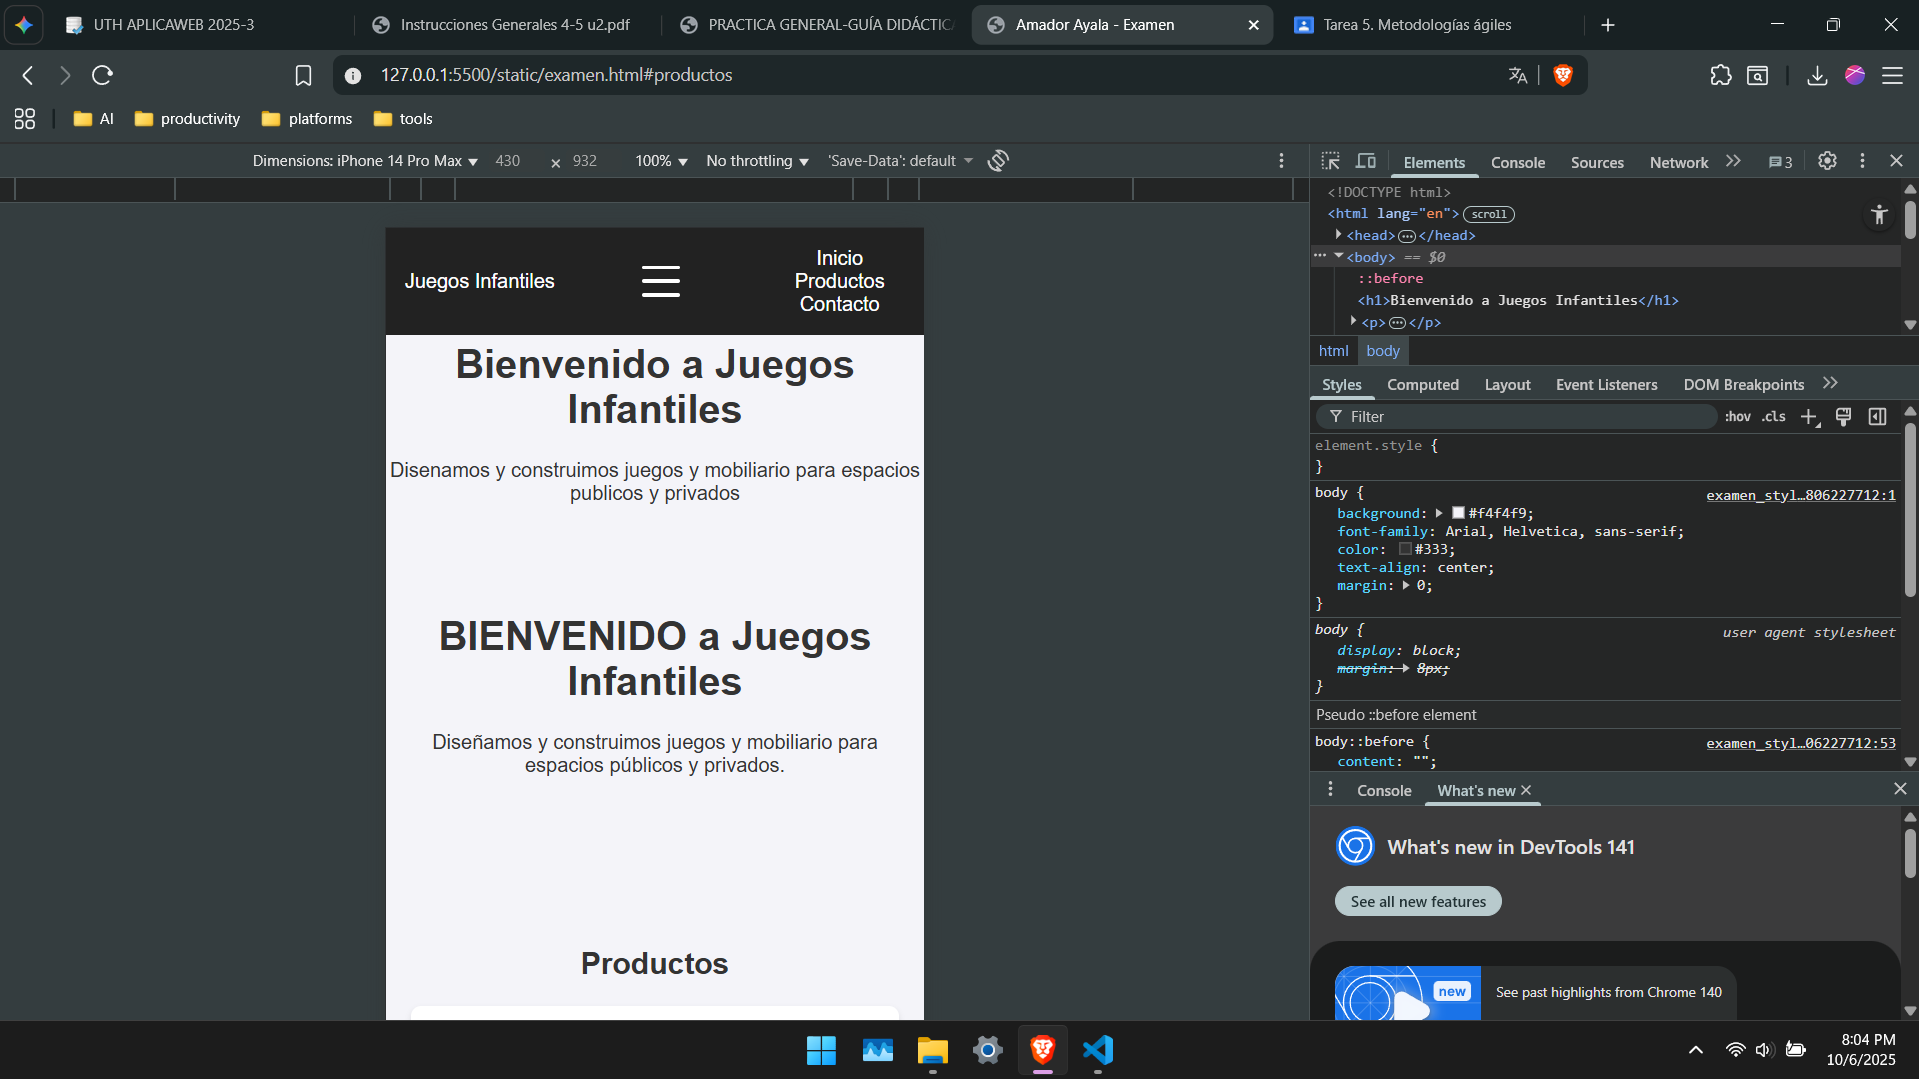 UTH APLICAWEB 2025-3
Instrucciones Generales 4-5 u2.pdf
PRACTICA GENERAL-GUÍA DIDÁCTICA
Amador Ayala - Examen
Tarea 5. Metodologías ágiles
127.0.0.1:5500/static/examen.html#productos
AI
productivity
platforms
tools
Dimensions: iPhone 14 Pro Max 430 × 932 100% No throttling 'Save-Data': default
Elements Console Sources Network 3
<!DOCTYPE html>
<html lang="en"> scroll
<head> </head>
<body> == $0
::before
<h1>Bienvenido a Juegos Infantiles</h1>
<p> </p>
html body
Styles Computed Layout Event Listeners DOM Breakpoints
Filter :hov .cls
element.style {
}
body { examen_styl…806227712:1
background: #f4f4f9;
font-family: Arial, Helvetica, sans-serif;
color: #333;
text-align: center;
margin: 0;
}
body { user agent stylesheet
display: block;
margin: 8px;
}
Pseudo ::before element
body::before { examen_styl…06227712:53
content: "";
Console What's new
What's new in DevTools 141
See all new features
new
See past highlights from Chrome 140
Juegos Infantiles
Inicio
Productos
Contacto
Bienvenido a Juegos
Infantiles
Disenamos y construimos juegos y mobiliario para espacios
publicos y privados
BIENVENIDO a Juegos
Infantiles
Diseñamos y construimos juegos y mobiliario para
espacios públicos y privados.
Productos
8:04 PM
10/6/2025